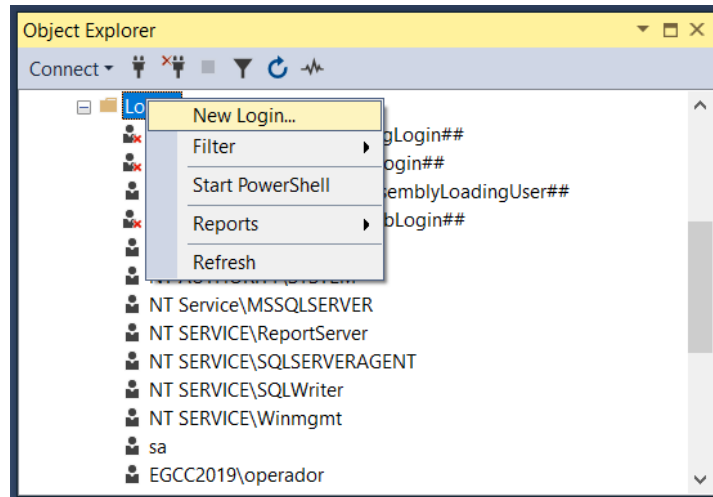 Object Explorer
Connect
Lo
New Login...
gLogin##
Filter
ogin##
Start PowerShell
semblyLoadingUser##
Reports
bLogin##
Refresh
NT Service\MSSQLSERVER
NT SERVICE\ReportServer
NT SERVICE\SQLSERVERAGENT
NT SERVICE\SQLWriter
NT SERVICE\Winmgmt
sa
EGCC2019\operador